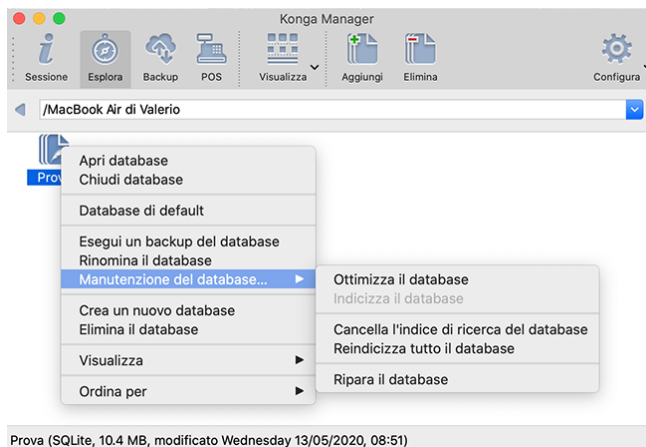 Konga Manager
Sessione Esplora Backup POS Visualizza Aggiungi Elimina Configura
/MacBook Air di Valerio
Prov
Apri database
Chiudi database
Database di default
Esegui un backup del database
Rinomina il database
Manutenzione del database...
Ottimizza il database
Indicizza il database
Crea un nuovo database
Elimina il database
Cancella l'indice di ricerca del database
Reindicizza tutto il database
Visualizza
Ripara il database
Ordina per
Prova (SQLite, 10.4 MB, modificato Wednesday 13/05/2020, 08:51)